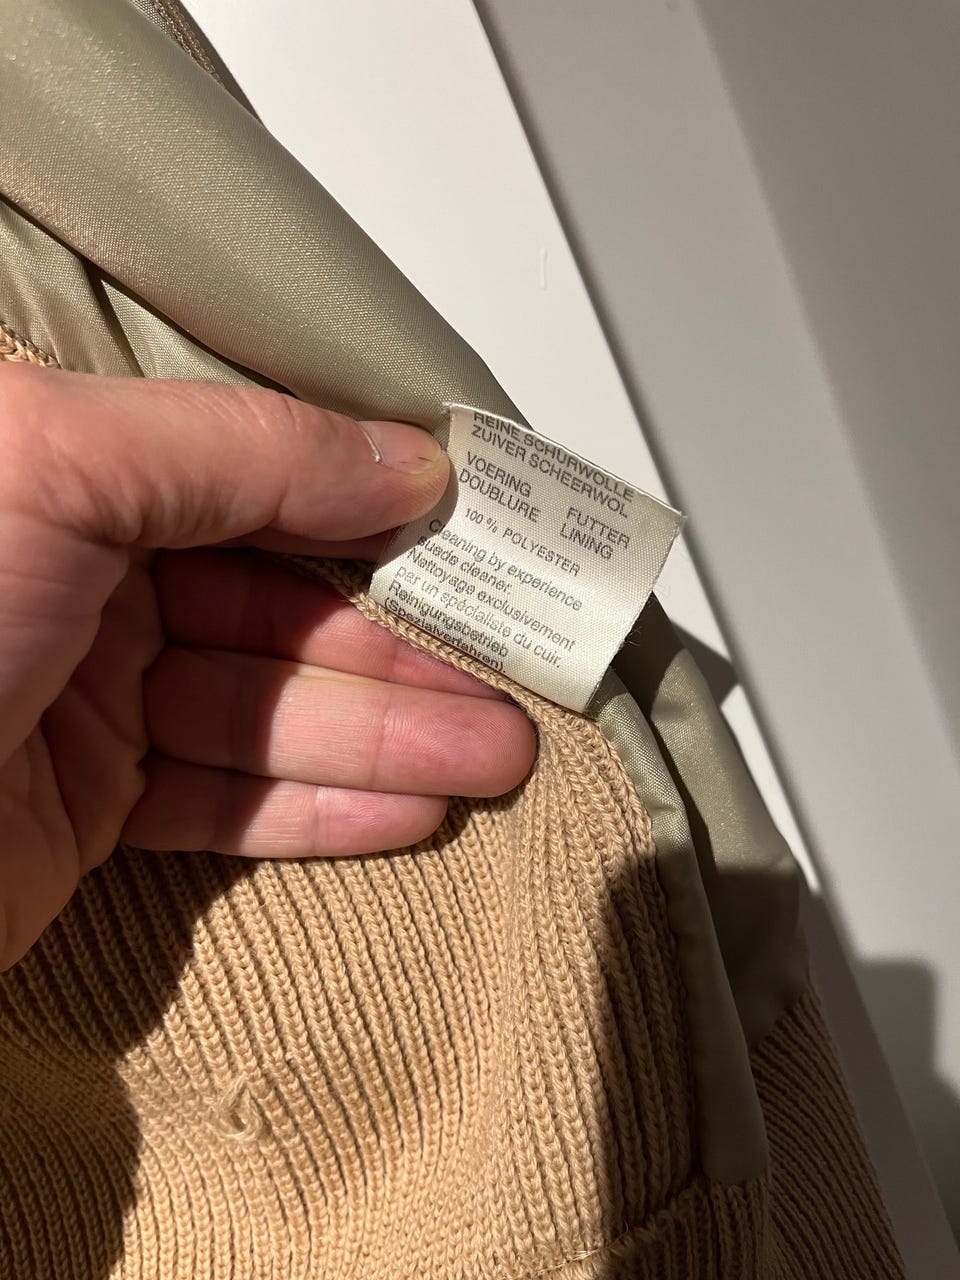 REINE SCHURWOLLE
ZUIVER SCHEERWOL
VOERING FUTTER
DOUBLURE LINING
100% POLYESTER
Cleaning by experience
suede cleaner.
Nettoyage exclusivement
par un spécialiste du cuir.
Reinigungsbetrieb
(Spezialverfahren).